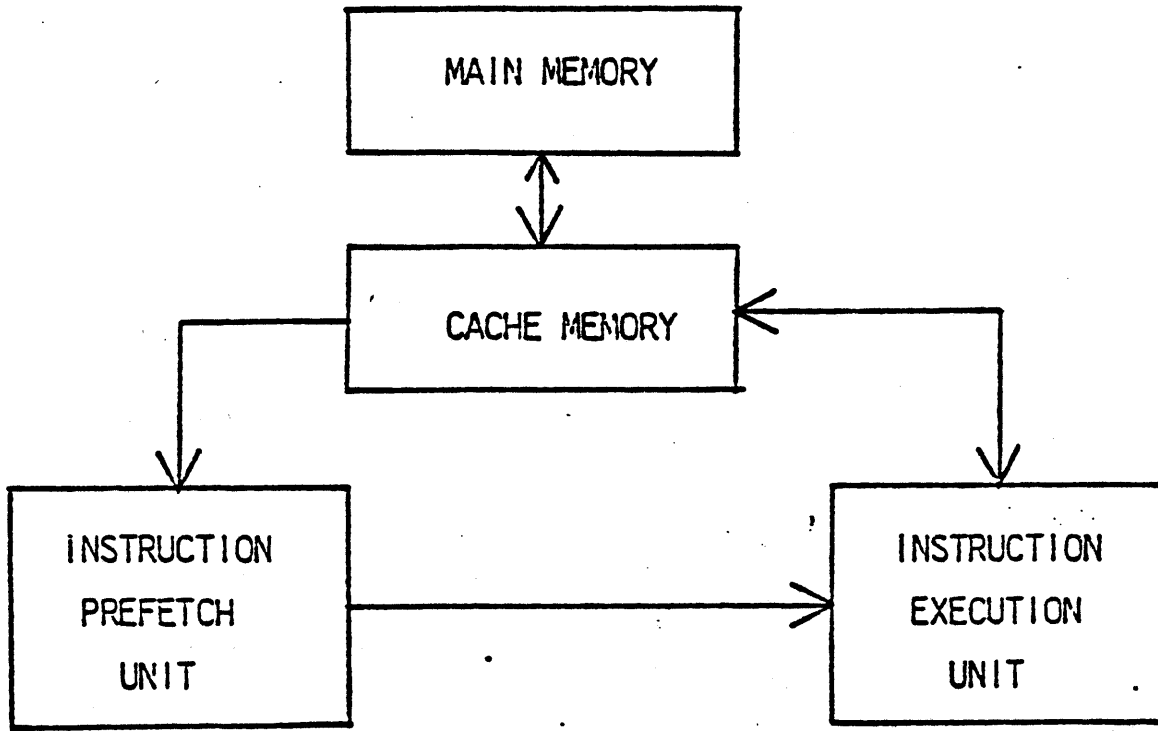 MAIN MEMORY
CACHE MEMORY
INSTRUCTION
PREFETCH
UNIT
INSTRUCTION
EXECUTION
UNIT